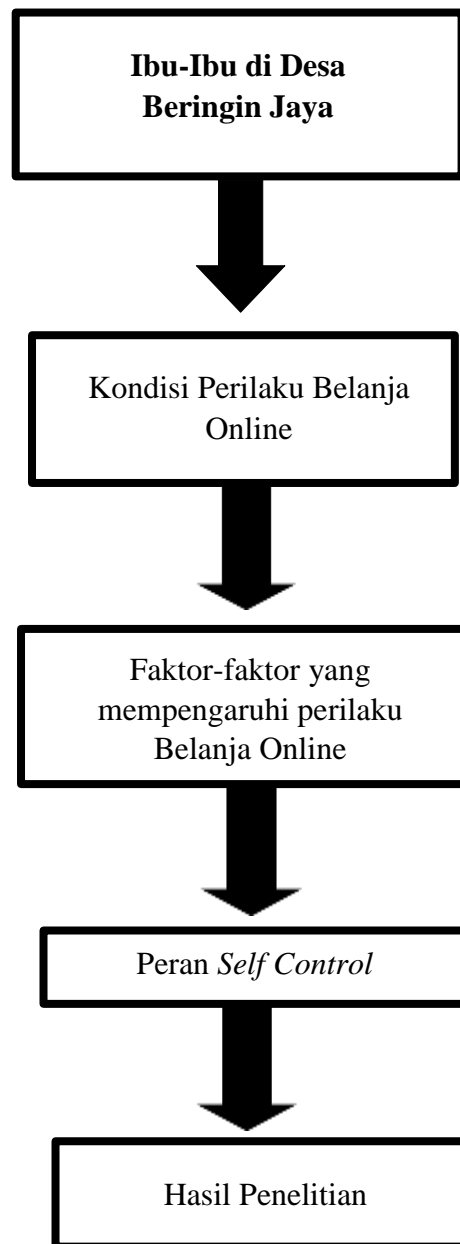 Ibu-Ibu di Desa
Beringin Jaya
Kondisi Perilaku Belanja
Online
Faktor-faktor yang
mempengaruhi perilaku
Belanja Online
Peran Self Control
Hasil Penelitian